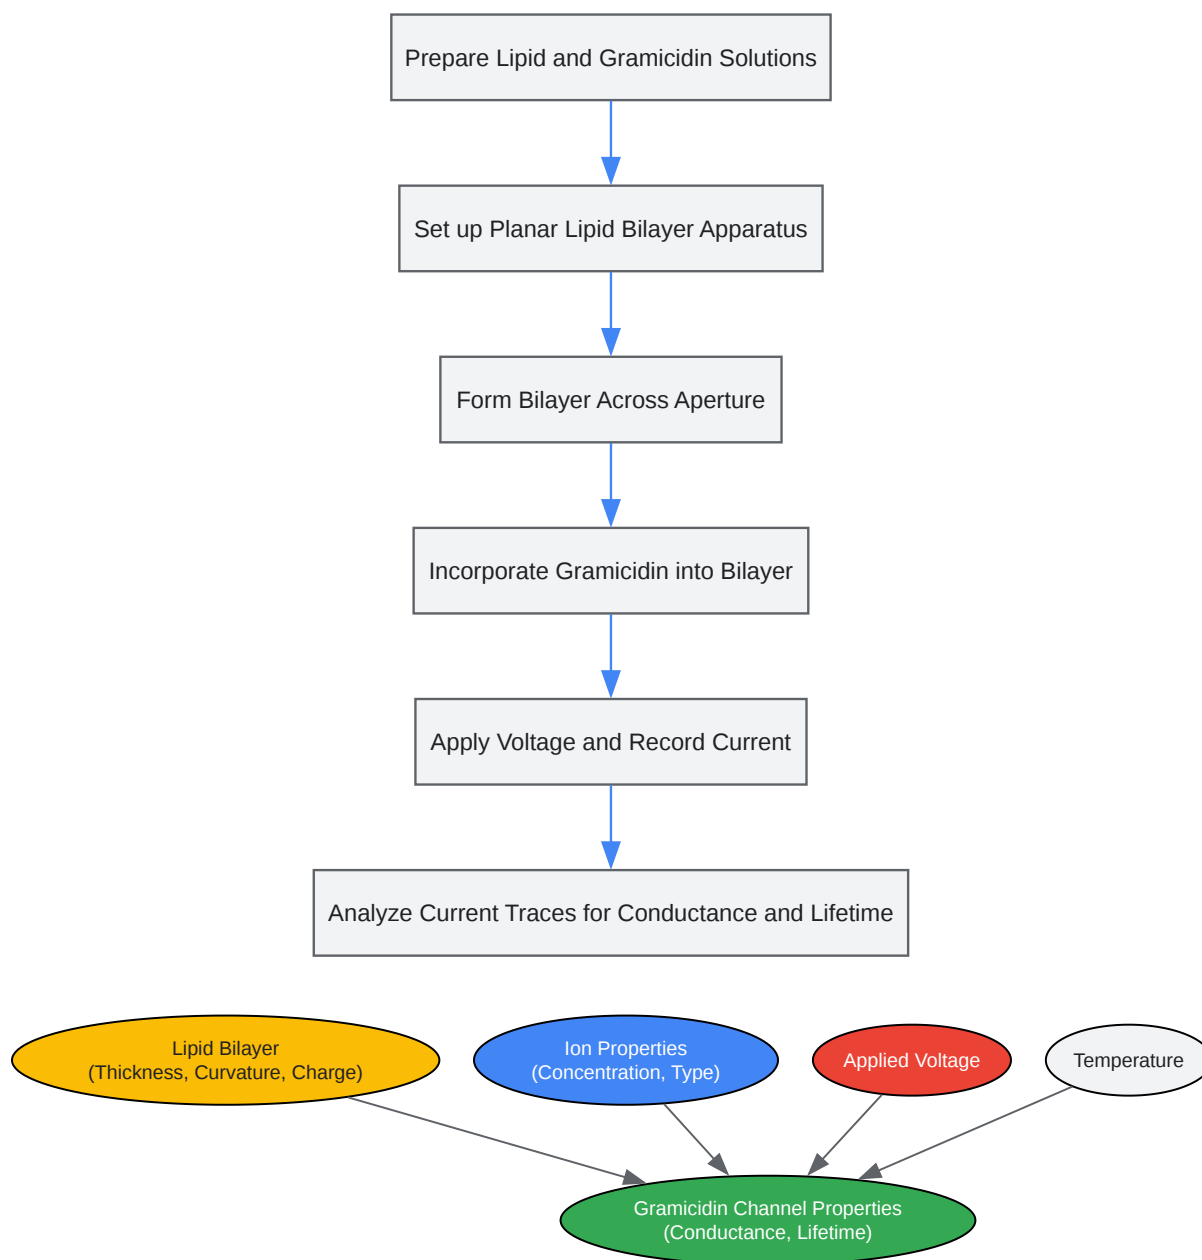 Prepare Lipid and Gramicidin Solutions
Set up Planar Lipid Bilayer Apparatus
Form Bilayer Across Aperture
Incorporate Gramicidin into Bilayer
Apply Voltage and Record Current
Analyze Current Traces for Conductance and Lifetime
Lipid Bilayer
(Thickness, Curvature, Charge)
Ion Properties
(Concentration, Type)
Applied Voltage
Temperature
Gramicidin Channel Properties
(Conductance, Lifetime)